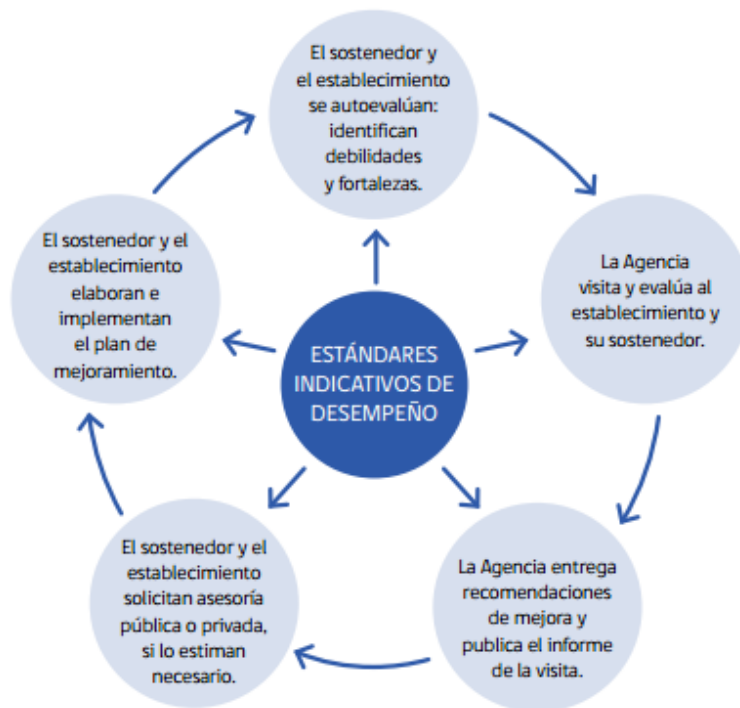 El sostenedor y
el establecimiento
se autoevalúan:
identifican
debilidades
y fortalezas.
La Agencia
visita y evalúa al
establecimiento y
su sostenedor.
La Agencia entrega
recomendaciones
de mejora y
publica el informe
de la visita.
El sostenedor y el
establecimiento
solicitan asesoría
pública o privada,
si lo estiman
necesario.
El sostenedor y el
establecimiento
elaboran e
implementan
el plan de
mejoramiento.
ESTÁNDARES
INDICATIVOS DE
DESEMPEÑO